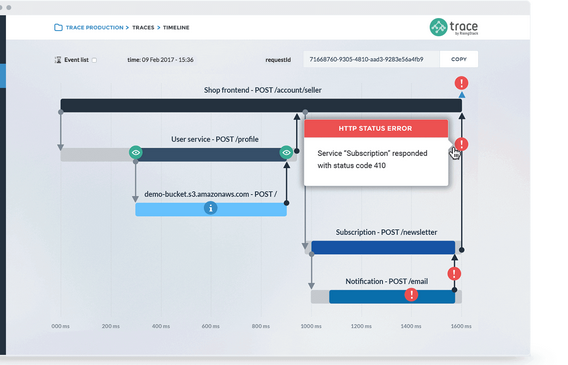 TRACE PRODUCTION > TRACES > TIMELINE
trace
by RisingStack
Event list
time: 09 Feb 2017 - 15:36
requestId
71668760-9305-4810-aad3-9283e56a4fb9
COPY
Shop frontend - POST /account/seller
HTTP STATUS ERROR
Service "Subscription" responded
with status code 410
User service - POST /profile
demo-bucket.s3.amazonaws.com - POST /
Subscription - POST /newsletter
Notification - POST /email
000 ms 200 ms 400 ms 600 ms 800 ms 1000 ms 1200 ms 1400 ms 1600 ms